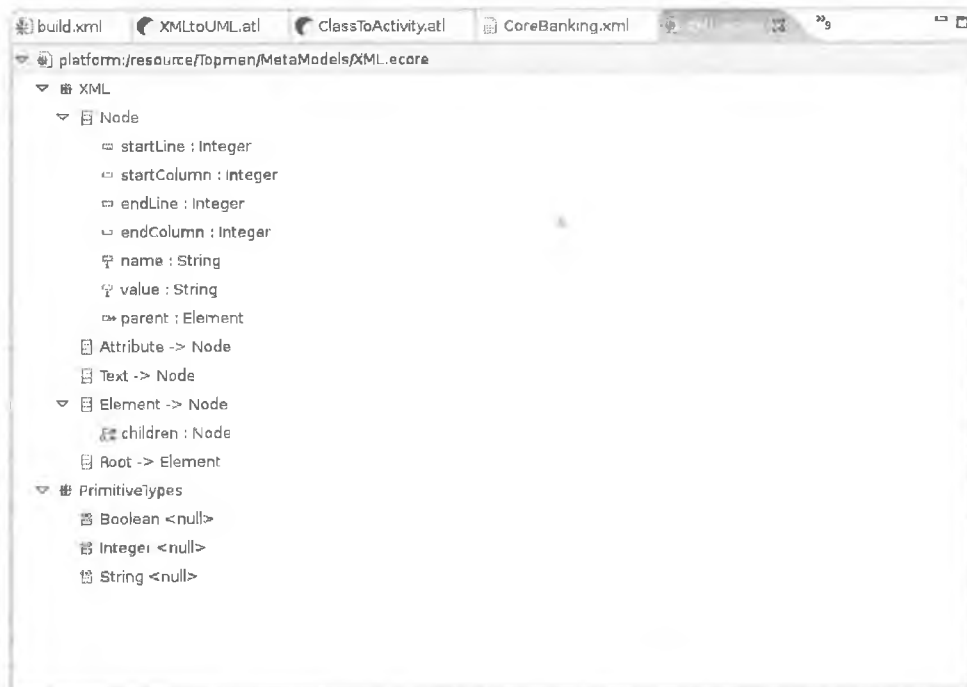 build.xml XMLtoUML.atl ClassToActivity.atl CoreBanking.xml »9
platform:/resource/Topmen/MetaModels/XML.ecore
XML
Node
startLine : Integer
startColumn : Integer
endLine : Integer
endColumn : Integer
name : String
value : String
parent : Element
Attribute -> Node
Text -> Node
Element -> Node
children : Node
Root -> Element
PrimitiveTypes
Boolean <null>
Integer <null>
String <null>